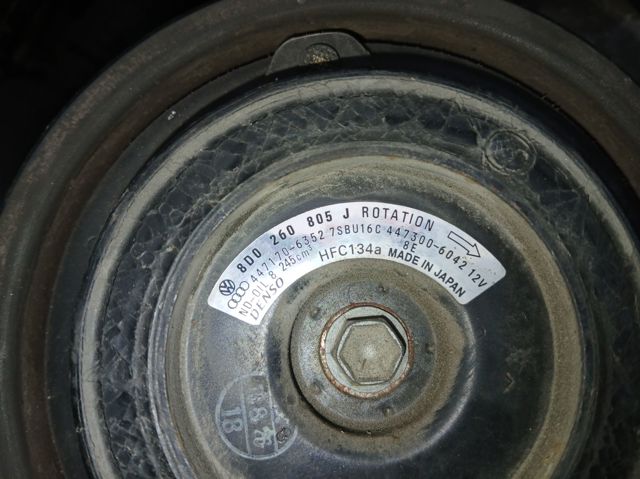 8D0 260 805 J ROTATION
447170-6352 7SBU16C 447300-6042 12V
8E
ND-OIL 8 245cm³ HFC134a MADE IN JAPAN
DENSO
13